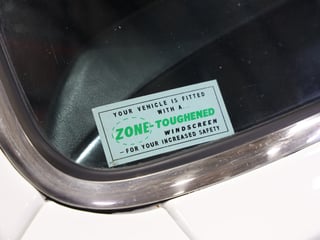 YOUR VEHICLE IS FITTED
WITH A
ZONE-TOUGHENED
WINDSCREEN
-FOR YOUR INCREASED SAFETY